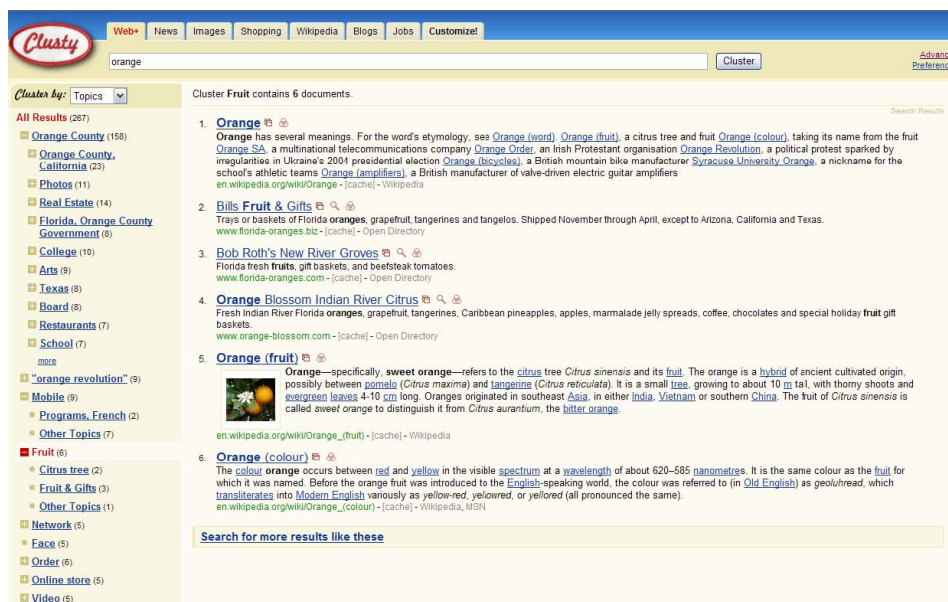 Clusty
Web+ News Images Shopping Wikipedia Blogs Jobs Customize!
orange Cluster
Advanc
Preferenc
Cluster by: Topics
All Results (267)
Orange County (158)
Orange County,
California (23)
Photos (11)
Real Estate (14)
Florida, Orange County
Government (8)
College (10)
Arts (9)
Texas (8)
Board (8)
Restaurants (7)
School (7)
more
"orange revolution" (9)
Mobile (9)
Programs, French (2)
Other Topics (7)
Fruit (6)
Citrus tree (2)
Fruit & Gifts (3)
Other Topics (1)
Network (5)
Face (5)
Order (6)
Online store (5)
Video (5)
Cluster Fruit contains 6 documents.
Search Results
1. Orange
Orange has several meanings. For the word's etymology, see Orange (word). Orange (fruit), a citrus tree and fruit Orange (colour), taking its name from the fruit
Orange SA, a multinational telecommunications company Orange Order, an Irish Protestant organisation Orange Revolution, a political protest sparked by
irregularities in Ukraine's 2004 presidential election Orange (bicycles), a British mountain bike manufacturer Syracuse University Orange, a nickname for the
school's athletic teams Orange (amplifiers), a British manufacturer of valve-driven electric guitar amplifiers
en.wikipedia.org/wiki/Orange - [cache] - Wikipedia
2. Bills Fruit & Gifts
Trays or baskets of Florida oranges, grapefruit, tangerines and tangelos. Shipped November through April, except to Arizona, California and Texas.
www.florida-oranges.biz - [cache] - Open Directory
3. Bob Roth's New River Groves
Florida fresh fruits, gift baskets, and beefsteak tomatoes.
www.florida-oranges.com - [cache] - Open Directory
4. Orange Blossom Indian River Citrus
Fresh Indian River Florida oranges, grapefruit, tangerines, Caribbean pineapples, apples, marmalade jelly spreads, coffee, chocolates and special holiday fruit gift
baskets.
www.orange-blossom.com - [cache] - Open Directory
5. Orange (fruit)
Orange—specifically, sweet orange—refers to the citrus tree Citrus sinensis and its fruit. The orange is a hybrid of ancient cultivated origin,
possibly between pomelo (Citrus maxima) and tangerine (Citrus reticulata). It is a small tree, growing to about 10 m tall, with thorny shoots and
evergreen leaves 4-10 cm long. Oranges originated in southeast Asia, in either India, Vietnam or southern China. The fruit of Citrus sinensis is
called sweet orange to distinguish it from Citrus aurantium, the bitter orange.
en.wikipedia.org/wiki/Orange_(fruit) - [cache] - Wikipedia
6. Orange (colour)
The colour orange occurs between red and yellow in the visible spectrum at a wavelength of about 620–585 nanometres. It is the same colour as the fruit for
which it was named. Before the orange fruit was introduced to the English-speaking world, the colour was referred to (in Old English) as geoluhread, which
transliterates into Modern English variously as yellow-red, yelowred, or yellored (all pronounced the same).
en.wikipedia.org/wiki/Orange_(colour) - [cache] - Wikipedia, MSN
Search for more results like these